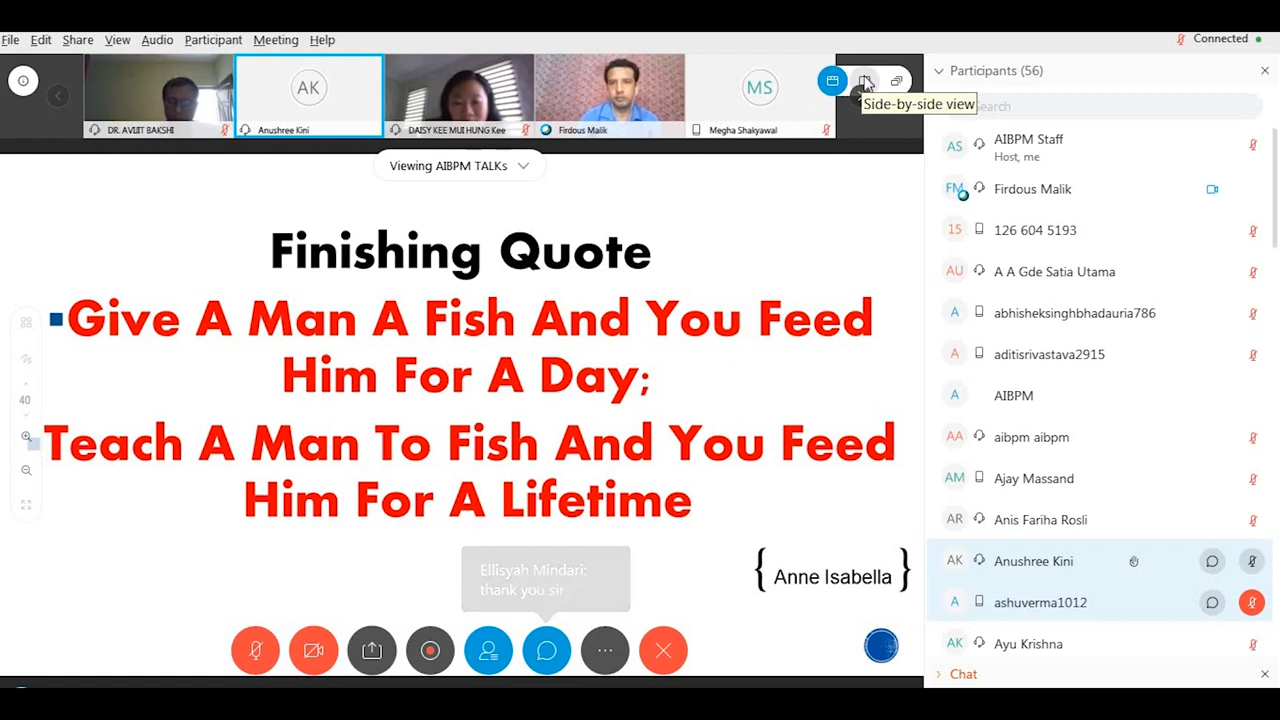 File Edit Share View Audio Participant Meeting Help
Connected
AK
MS
DR. AVIJIT BAKSHI
Anushree Kini
DAISY KEE MUI HUNG Kee
Firdous Malik
Megha Shakyawal
Side-by-side view
Viewing AIBPM TALKS
Finishing Quote
Give A Man A Fish And You Feed
Him For A Day;
Teach A Man To Fish And You Feed
Him For A Lifetime
{Anne Isabella}
40
Ellisyah Mindari:
thank you sir
Participants (56)
Search
AS AIBPM Staff
Host, me
FM Firdous Malik
15 126 604 5193
AU A A Gde Satia Utama
A abhisheksinghbhadauria786
A aditisrivastava2915
A AIBPM
AA aibpm aibpm
AM Ajay Massand
AR Anis Fariha Rosli
AK Anushree Kini
A ashuverma1012
AK Ayu Krishna
Chat